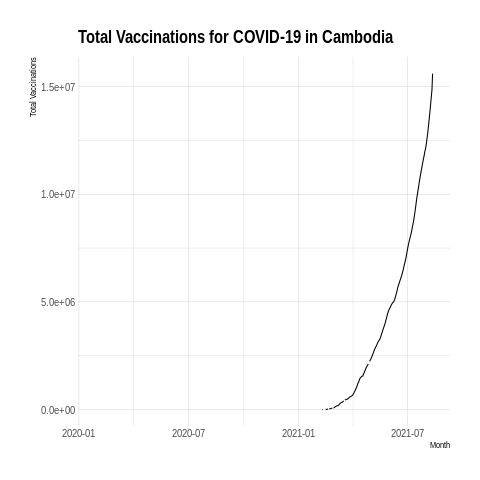 Total Vaccinations for COVID-19 in Cambodia
Total Vaccinations
1.5e+07
1.0e+07
5.0e+06
0.0e+00
2020-01 2020-07 2021-01 2021-07
Month